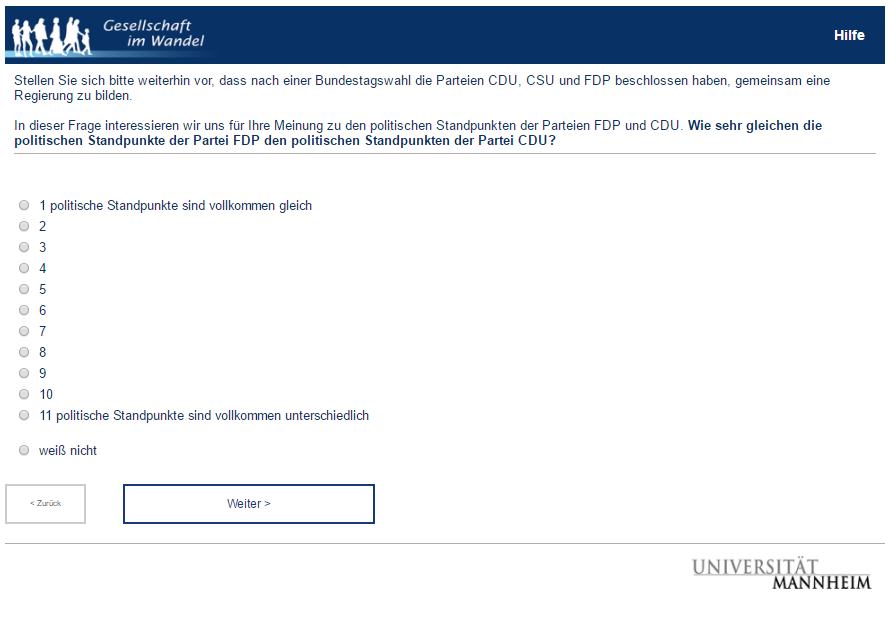 Gesellschaft
im Wandel
Hilfe
Stellen Sie sich bitte weiterhin vor, dass nach einer Bundestagswahl die Parteien CDU, CSU und FDP beschlossen haben, gemeinsam eine
Regierung zu bilden.
In dieser Frage interessieren wir uns für Ihre Meinung zu den politischen Standpunkten der Parteien FDP und CDU. Wie sehr gleichen die
politischen Standpunkte der Partei FDP den politischen Standpunkten der Partei CDU?
1 politische Standpunkte sind vollkommen gleich
2
3
4
5
6
7
8
9
10
11 politische Standpunkte sind vollkommen unterschiedlich
weiß nicht
< Zurück
Weiter >
UNIVERSITÄT
MANNHEIM